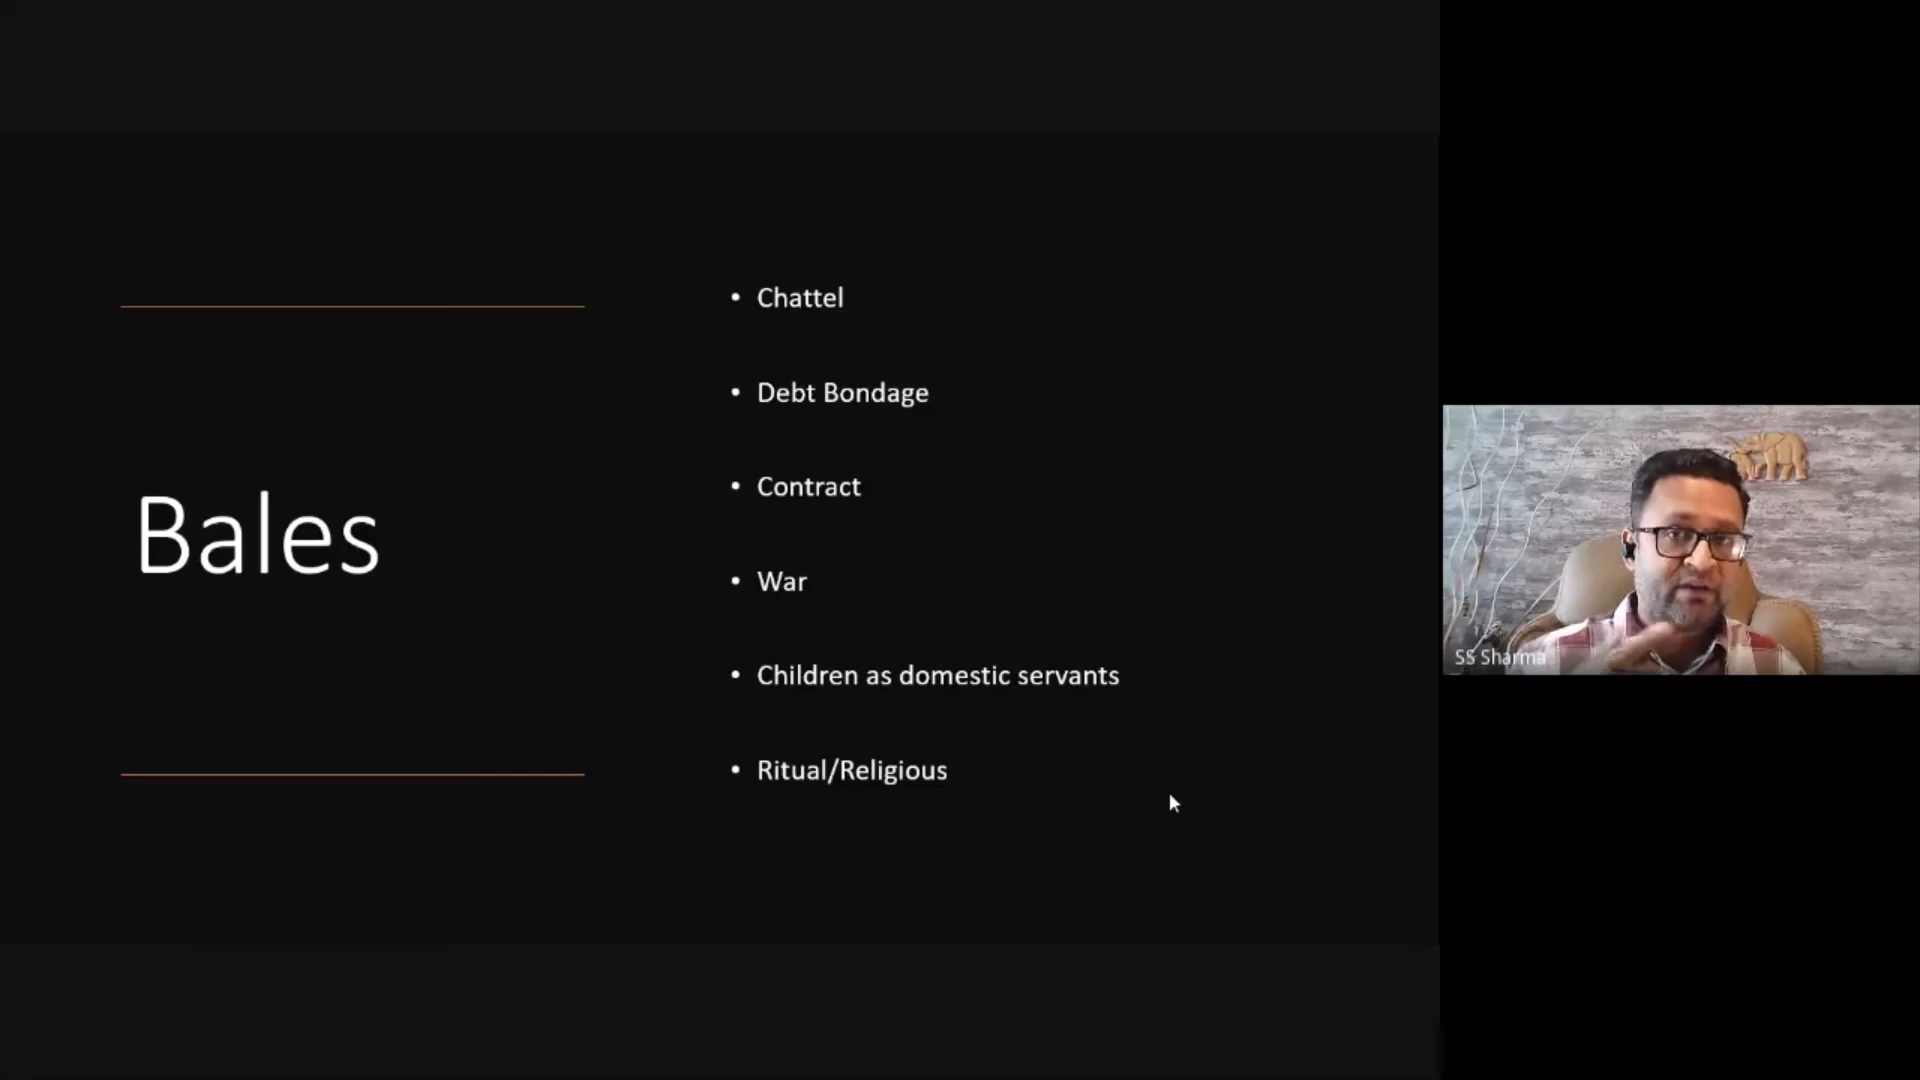 Bales
• Chattel
• Debt Bondage
• Contract
• War
• Children as domestic servants
• Ritual/Religious
SS Sharma